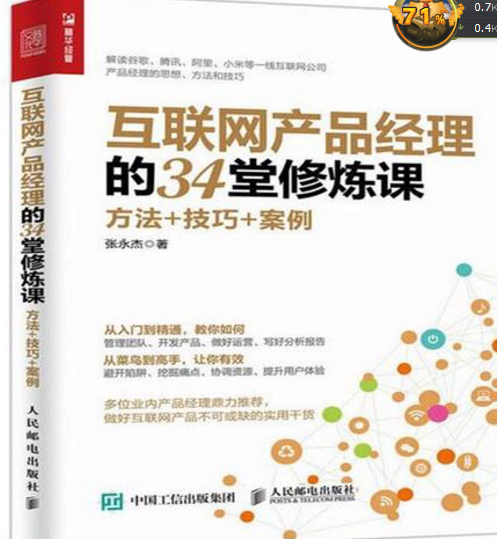 71%
0.7k
0.4k
普华经管
解读谷歌、腾讯、阿里、小米等一线互联网公司
产品经理的思想、方法和技巧
互联网产品经理
的34堂修炼课
方法+技巧+案例
张永杰◎著
从入门到精通，教你如何
管理团队、开发产品、做好运营、写好分析报告
从菜鸟到高手，让你有效
避开陷阱、挖掘痛点、协调资源、提升用户体验
多位业内产品经理鼎力推荐，
做好互联网产品不可或缺的实用干货
中国工信出版集团
人民邮电出版社
POSTS & TELECOM PRESS
互联网产品经理的34堂修炼课
方法+技巧+案例
人民邮电出版社